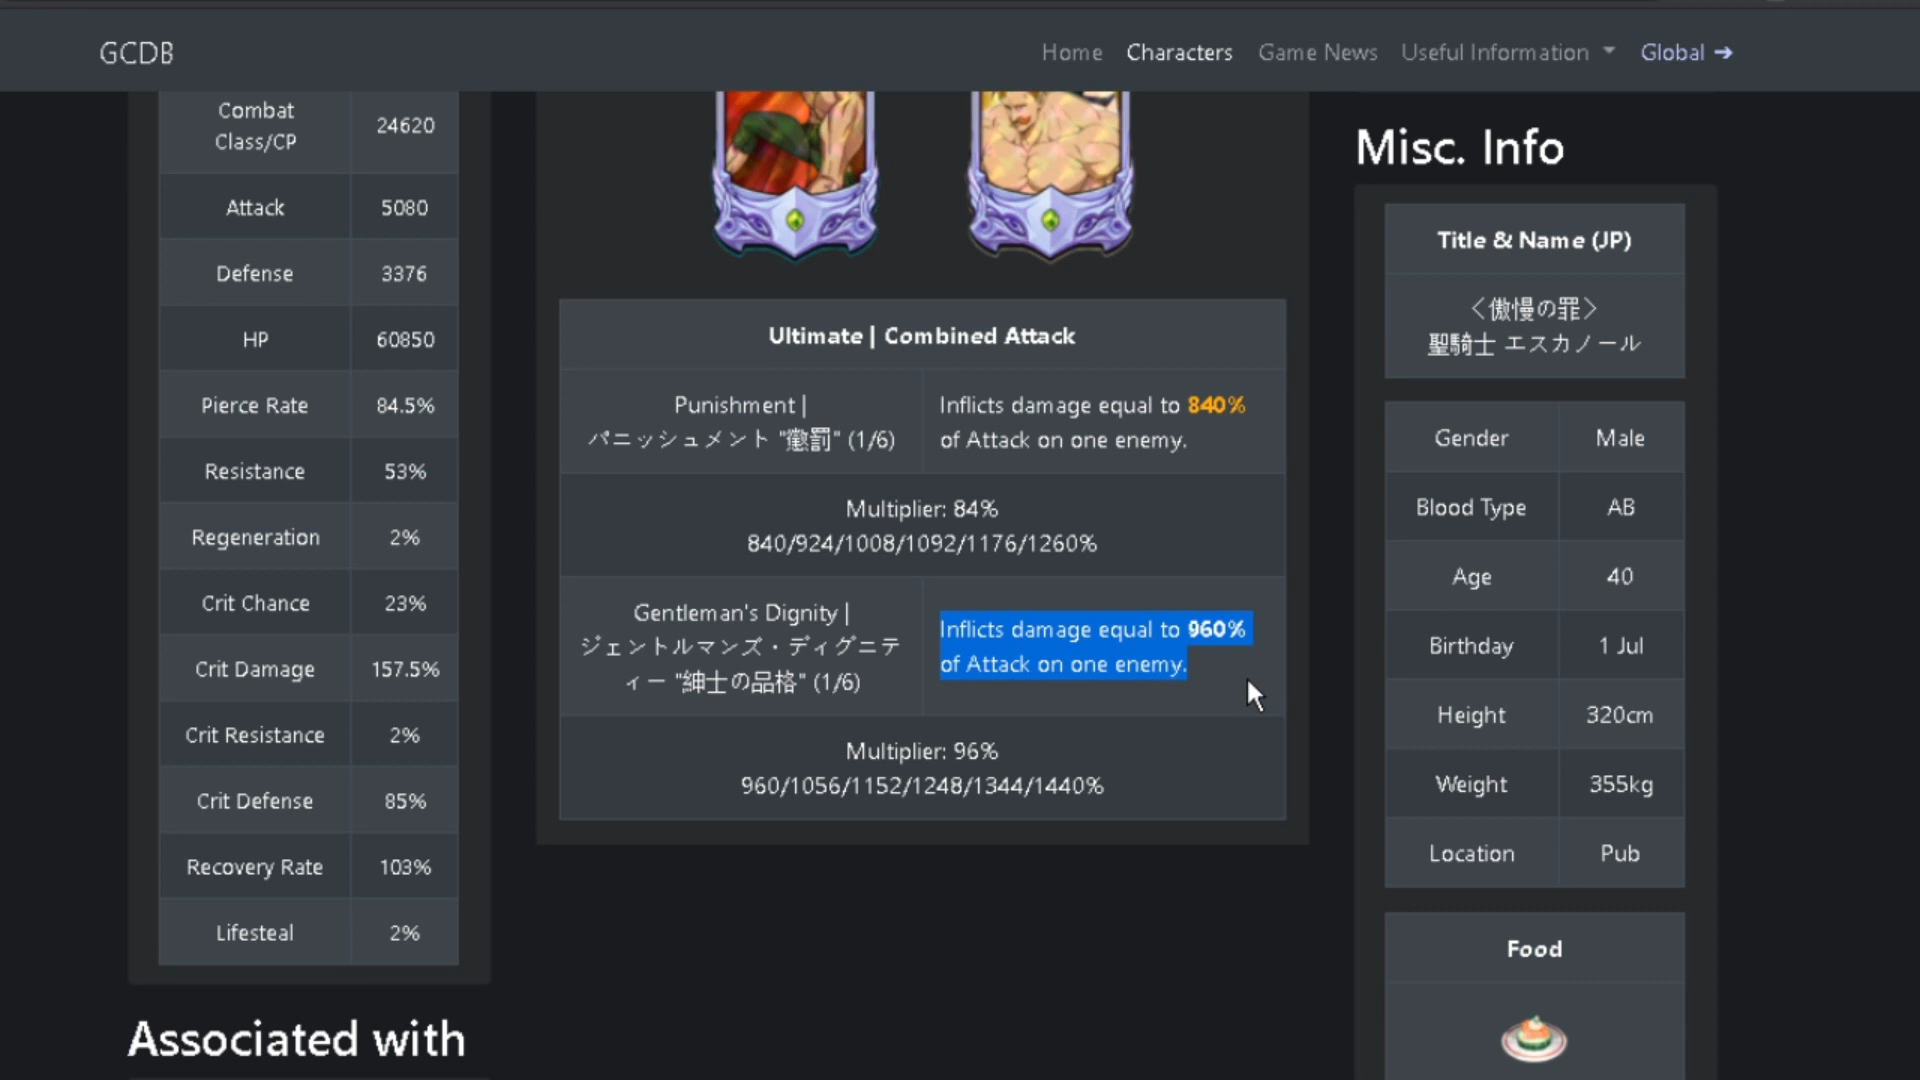 GCDB
Home Characters Game News Useful Information Global →
Combat
Class/CP
24620
Attack 5080
Defense 3376
HP 60850
Pierce Rate 84.5%
Resistance 53%
Regeneration 2%
Crit Chance 23%
Crit Damage 157.5%
Crit Resistance 2%
Crit Defense 85%
Recovery Rate 103%
Lifesteal 2%
Associated with
Ultimate | Combined Attack
Punishment |
パニッシュメント "懲罰" (1/6)
Inflicts damage equal to 840%
of Attack on one enemy.
Multiplier: 84%
840/924/1008/1092/1176/1260%
Gentleman's Dignity |
ジェントルマンズ・ディグニテ
ィー "紳士の品格" (1/6)
Inflicts damage equal to 960%
of Attack on one enemy.
Multiplier: 96%
960/1056/1152/1248/1344/1440%
Misc. Info
Title & Name (JP)
〈傲慢の罪〉
聖騎士 エスカノール
Gender Male
Blood Type AB
Age 40
Birthday 1 Jul
Height 320cm
Weight 355kg
Location Pub
Food